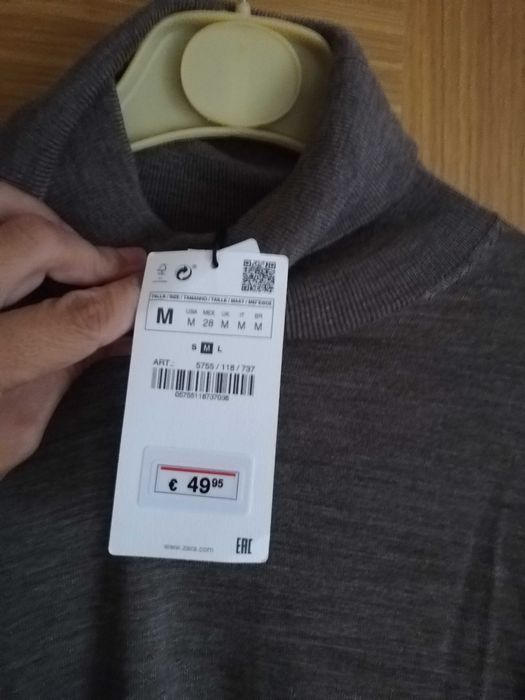 TALLA / SIZE / TAMANHO / TAILLE / MAAT / ΜΕΓΕΘΟΣ
M USA M MEX 28 UK M IT M BR M
S M L
ART.: 5755 / 118 / 737
05755118737036
€ 49 95
www.zara.com EAC